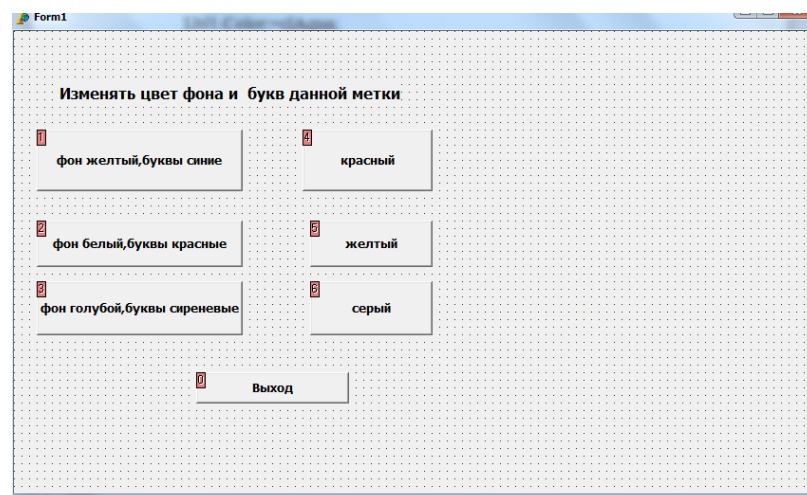 Form1
Изменять цвет фона и буқв данной метки
1
4
фон желтый,буквы синие
красный
2
5
фон белый,буквы красные
желтый
3
6
фон голубой,буквы сиреневые
серый
0
Выход